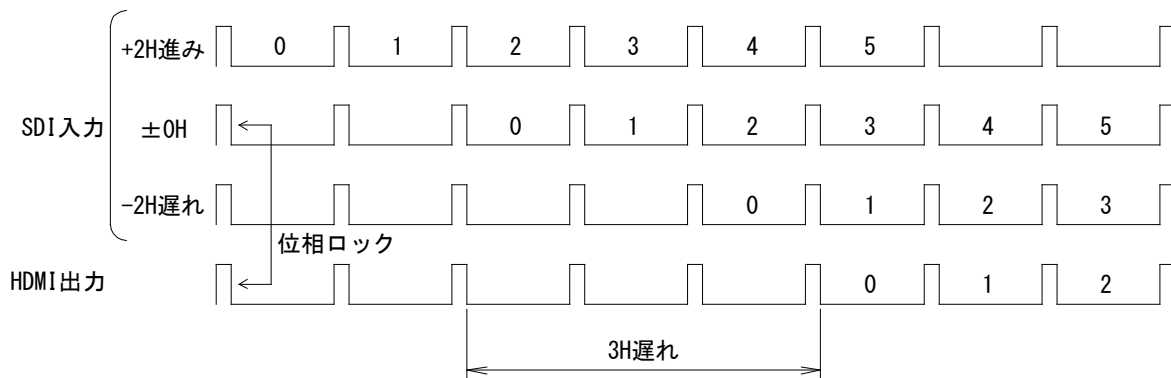 +2H進み 0 1 2 3 4 5
SDI入力 ±0H 0 1 2 3 4 5
-2H遅れ 0 1 2 3
位相ロック
HDMI出力 0 1 2
3H遅れ